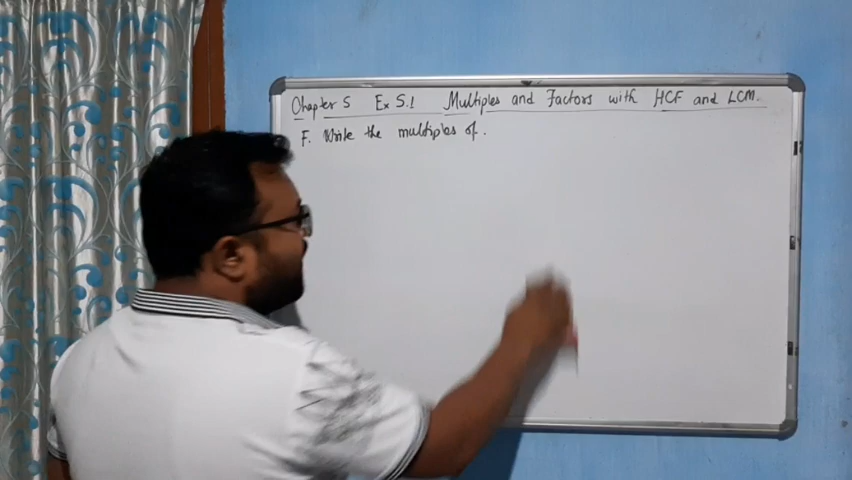 Chapter 5 Ex 5.1 Multiples and Factors with HCF and LCM.
F. Write the multiples of.